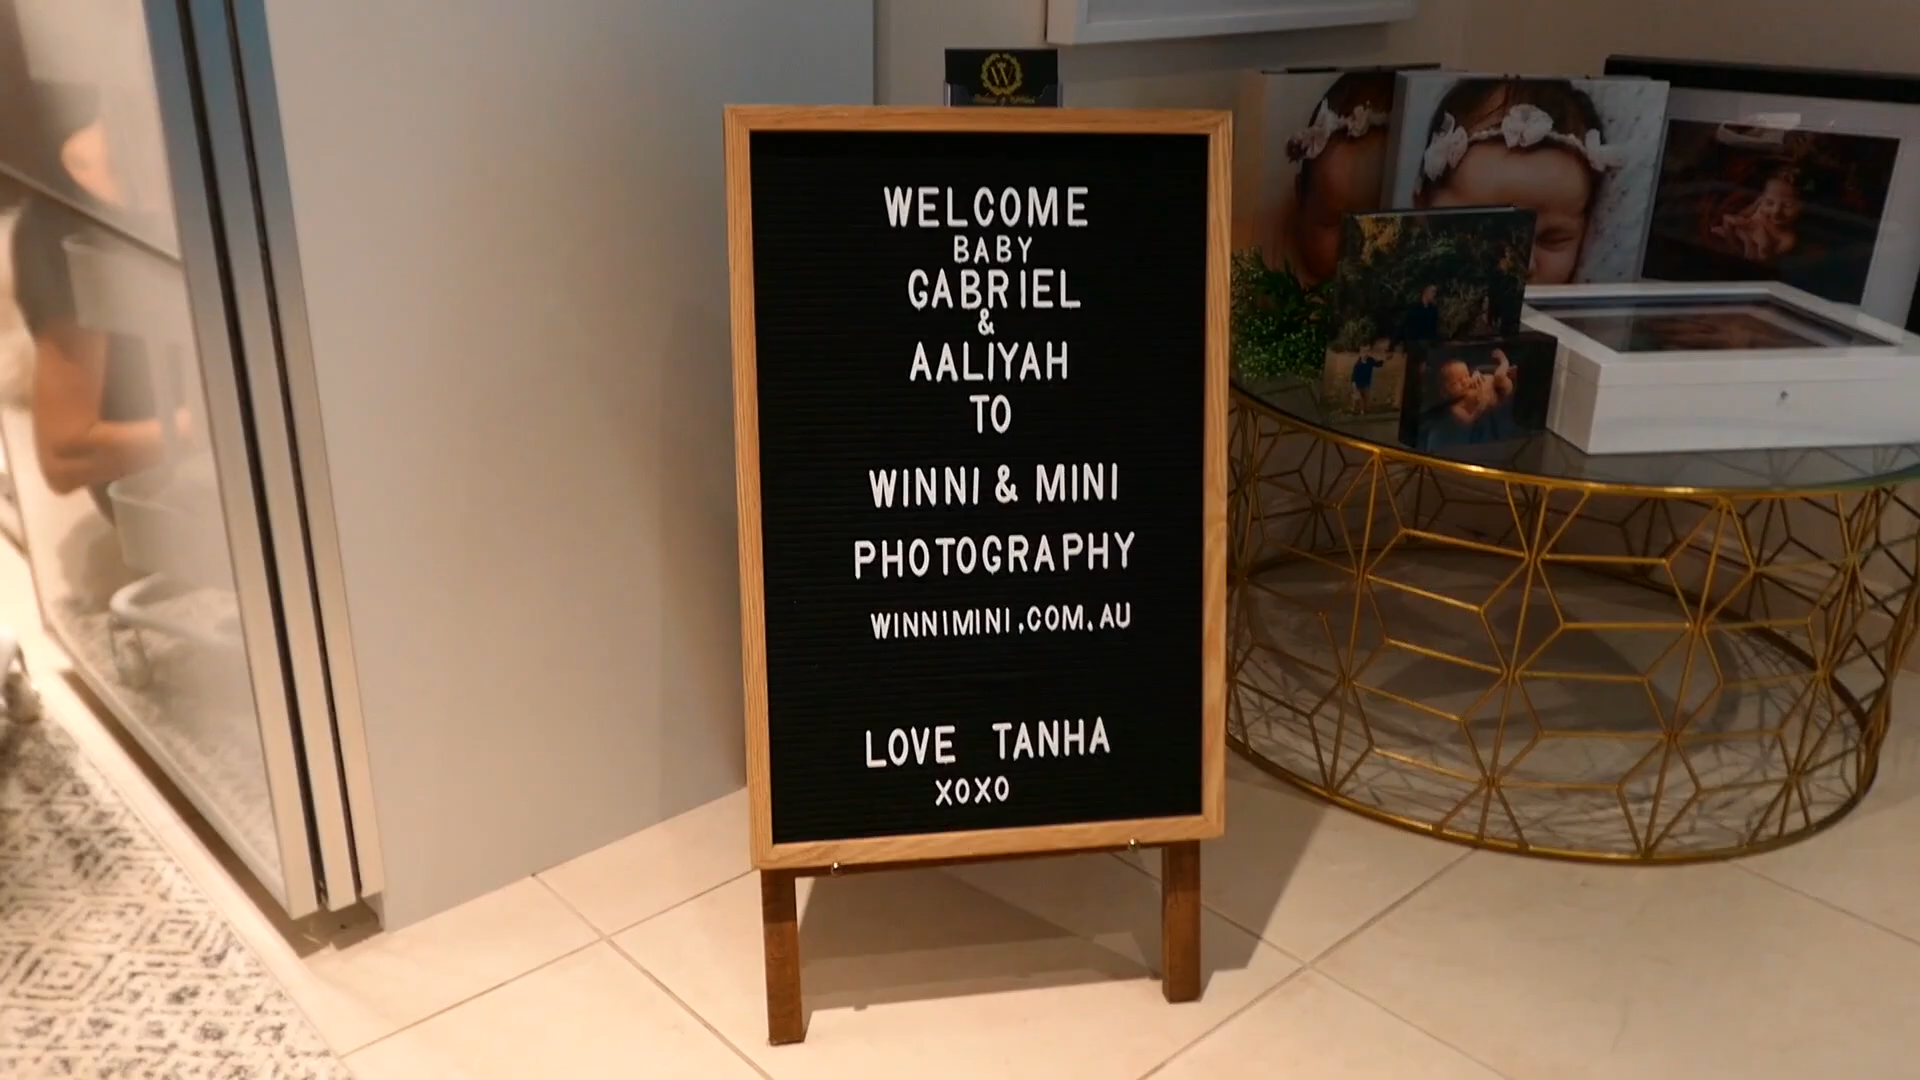 WELCOME
BABY
GABRIEL
&
AALIYAH
TO
WINNI & MINI
PHOTOGRAPHY
WINNIMINI.COM.AU
LOVE TANHA
XOXO
W